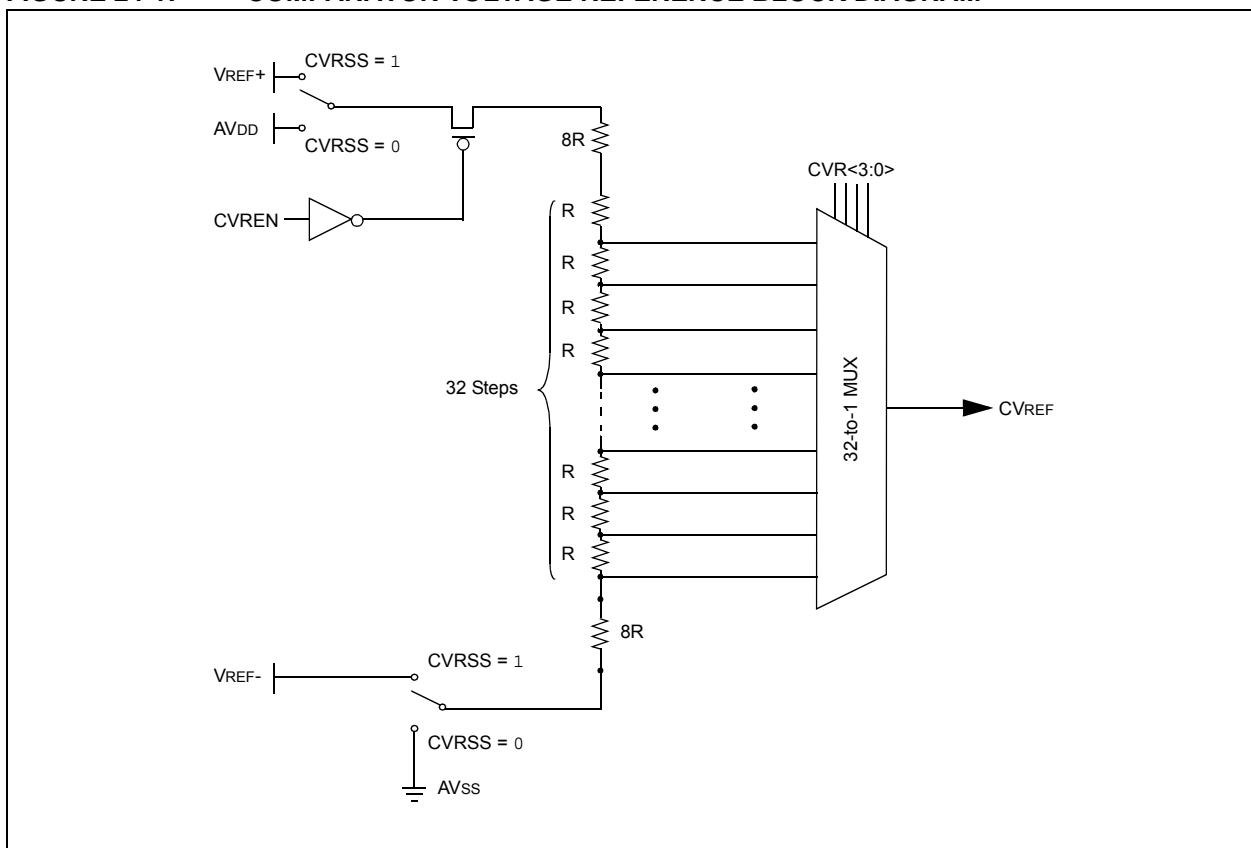 VREF+
CVRSS = 1
AVDD
CVRSS = 0
8R
CVREN
CVR<3:0>
R
R
R
R
32 Steps
32-to-1 MUX
CVREF
R
R
R
8R
VREF-
CVRSS = 1
CVRSS = 0
AVSS